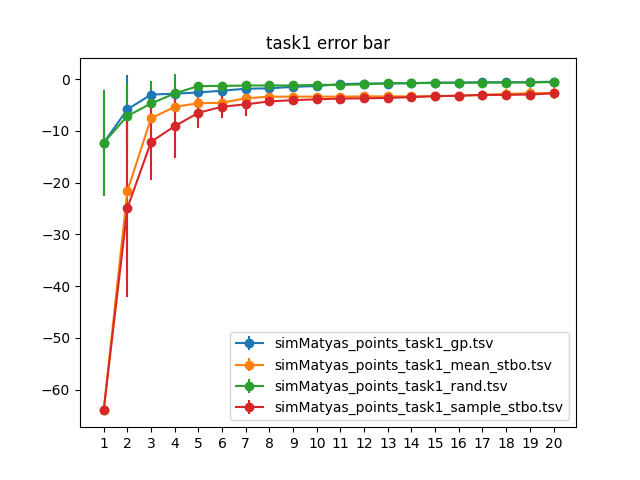 task1 error bar
0
−10
−20
−30
−40
−50
−60
simMatyas_points_task1_gp.tsv
simMatyas_points_task1_mean_stbo.tsv
simMatyas_points_task1_rand.tsv
simMatyas_points_task1_sample_stbo.tsv
1 2 3 4 5 6 7 8 9 10 11 12 13 14 15 16 17 18 19 20